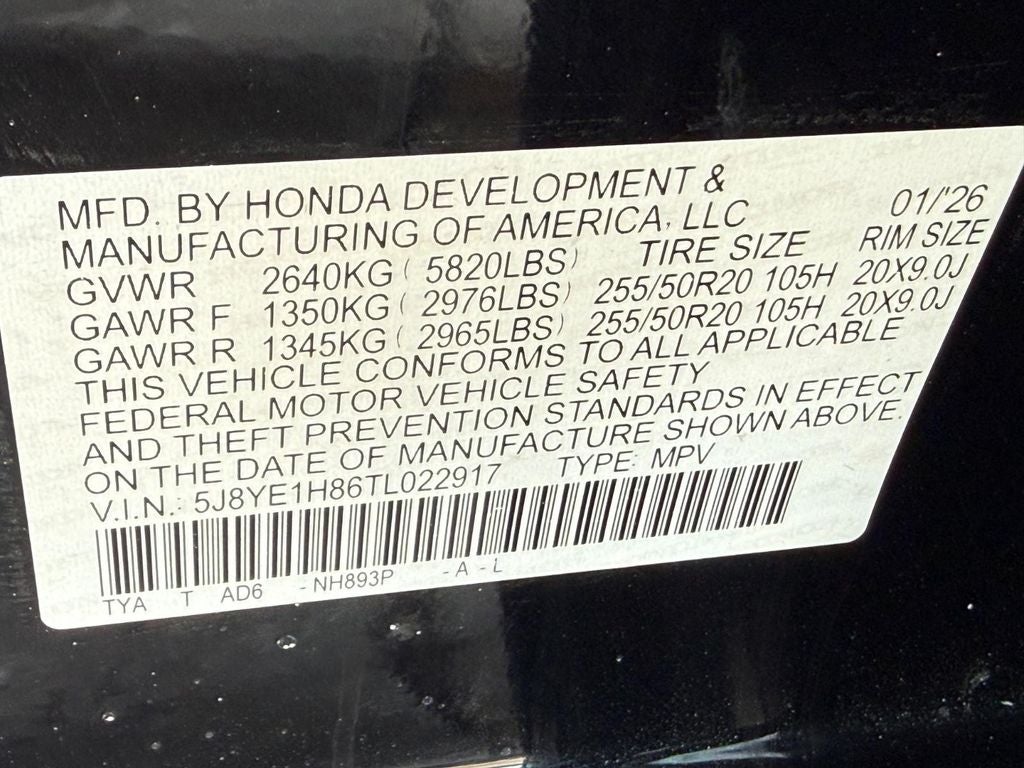 MFD. BY HONDA DEVELOPMENT &
MANUFACTURING OF AMERICA, LLC 01/'26
GVWR 2640KG ( 5820LBS) TIRE SIZE RIM SIZE
GAWR F 1350KG ( 2976LBS) 255/50R20 105H 20X9.0J
GAWR R 1345KG ( 2965LBS) 255/50R20 105H 20X9.0J
THIS VEHICLE CONFORMS TO ALL APPLICABLE
FEDERAL MOTOR VEHICLE SAFETY
AND THEFT PREVENTION STANDARDS IN EFFECT
ON THE DATE OF MANUFACTURE SHOWN ABOVE.
V.I.N.: 5J8YE1H86TL022917 TYPE: MPV
TYA T AD6 -NH893P -A-L